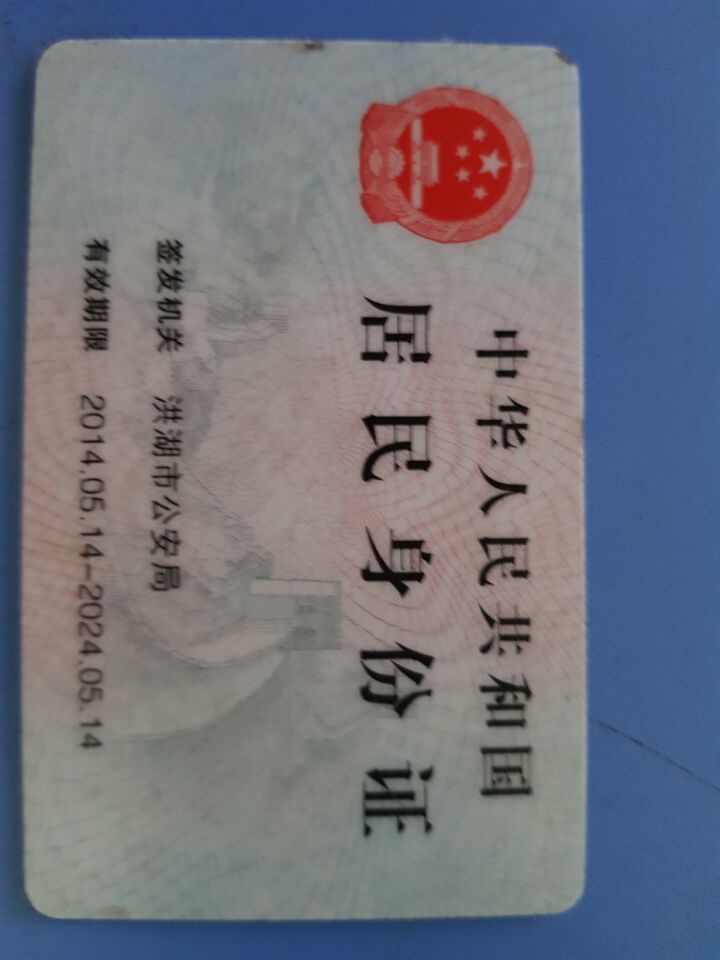 中华人民共和国
居民身份证
签发机关 洪湖市公安局
有效期限 2014.05.14-2024.05.14